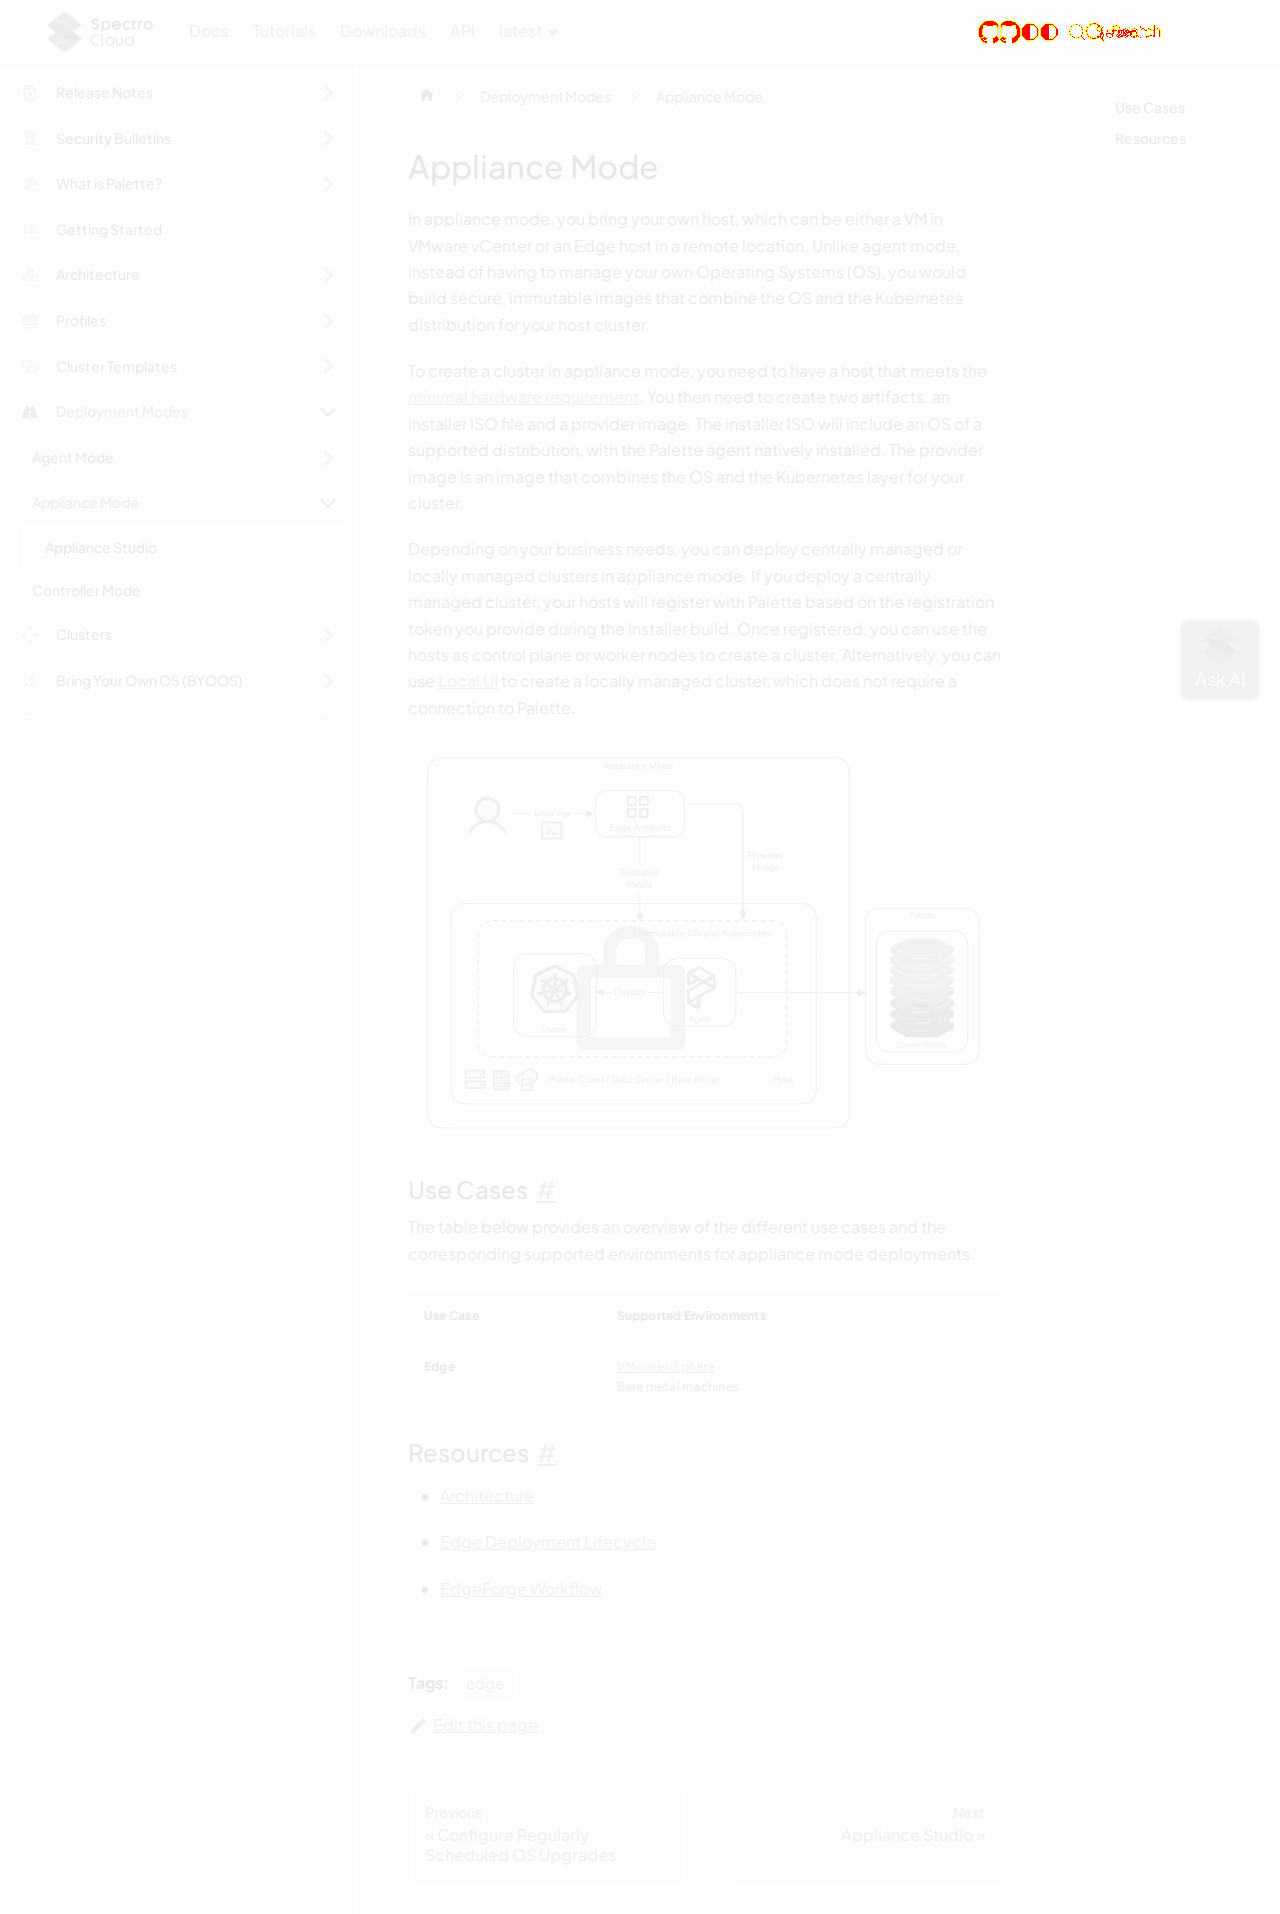 Spectro
Cloud
Docs
Tutorials
Downloads
API
latest
Search
Release Notes
Security Bulletins
What is Palette?
Getting Started
Architecture
Profiles
Cluster Templates
Deployment Modes
Agent Mode
Appliance Mode
Appliance Studio
Controller Mode
Clusters
Bring Your Own OS (BYOOS)
Deployment Modes
Appliance Mode
Use Cases
Resources
Appliance Mode
In appliance mode, you bring your own host, which can be either a VM in
VMware vCenter or an Edge host in a remote location. Unlike agent mode,
instead of having to manage your own Operating Systems (OS), you would
build secure, immutable images that combine the OS and the Kubernetes
distribution for your host cluster.
To create a cluster in appliance mode, you need to have a host that meets the
minimal hardware requirement. You then need to create two artifacts: an
installer ISO file and a provider image. The installer ISO will include an OS of a
supported distribution, with the Palette agent natively installed. The provider
image is an image that combines the OS and the Kubernetes layer for your
cluster.
Depending on your business needs, you can deploy centrally managed or
locally managed clusters in appliance mode. If you deploy a centrally
managed cluster, your hosts will register with Palette based on the registration
token you provide during the installer build. Once registered, you can use the
hosts as control plane or worker nodes to create a cluster. Alternatively, you can
use Local UI to create a locally managed cluster, which does not require a
connection to Palette.
Ask AI
Appliance Mode
EdgeForge
Edge Artifacts
Provider
Image
Bootable
Media
Palette
Immutable OS and Kubernetes
Deploy
Cluster
Agent
Cluster Profile
Public Cloud / Data Center / Bare Metal
Host
Use Cases #
The table below provides an overview of the different use cases and the
corresponding supported environments for appliance mode deployments.
Use Case
Supported Environments
Edge
VMware vSphere
Bare metal machines
Resources #
Architecture
Edge Deployment Lifecycle
EdgeForge Workflow
Tags:
edge
Edit this page
Previous
« Configure Regularly
Scheduled OS Upgrades
Next
Appliance Studio »